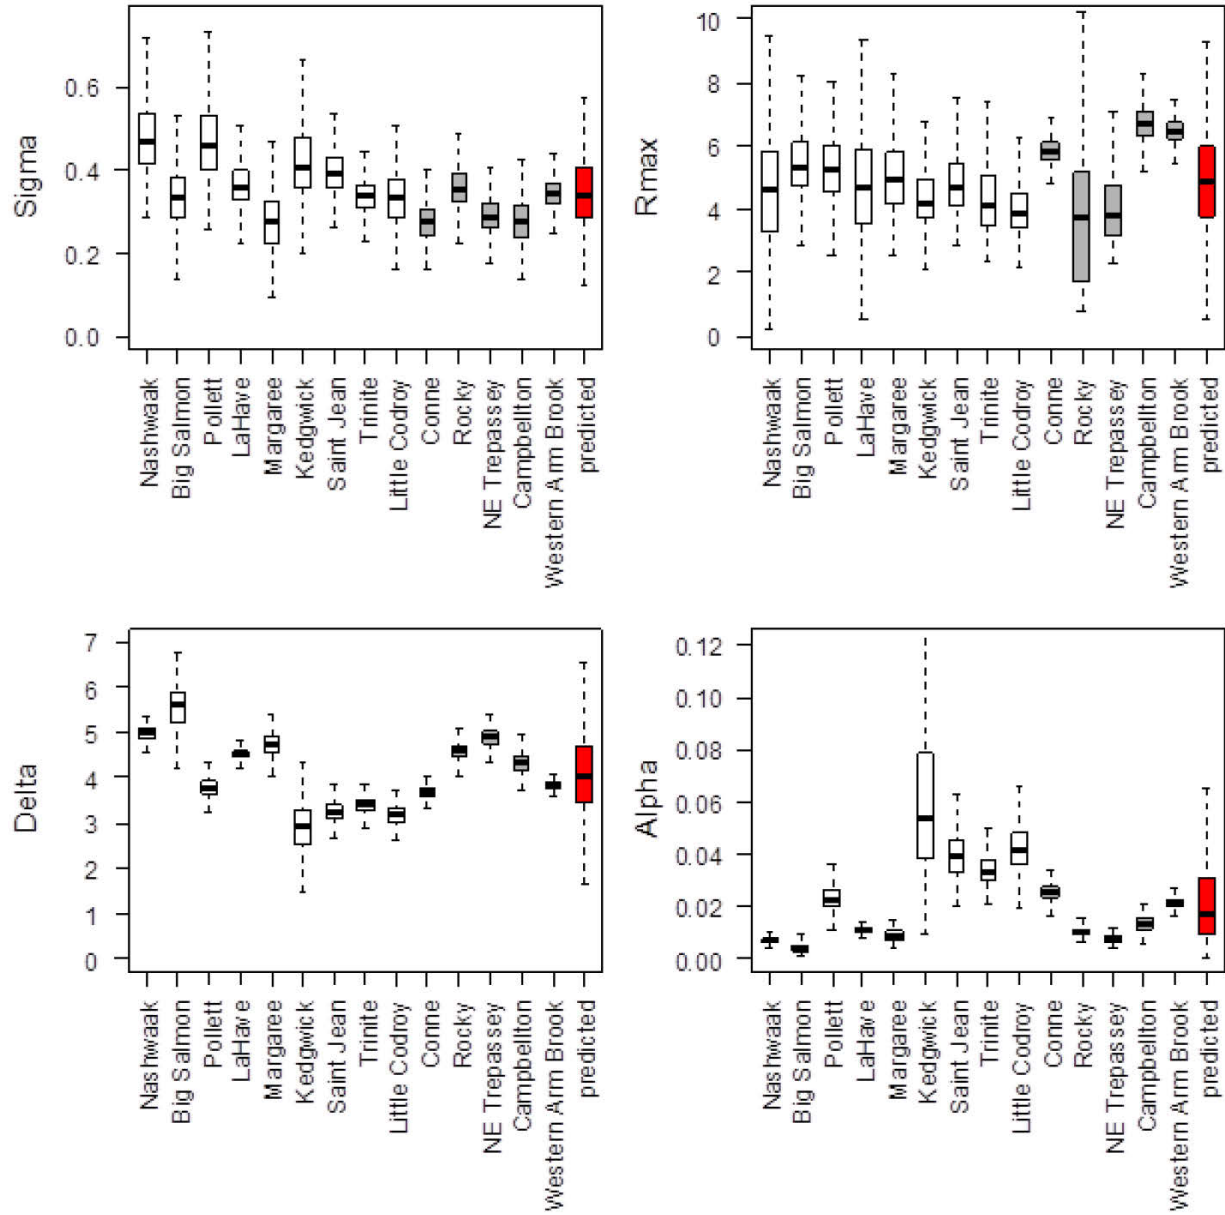 Sigma
0.6
0.4
0.2
0.0
Nashwaak
Big Salmon
Pollett
LaHave
Margaree
Kedgwick
Saint Jean
Trinite
Little Codroy
Conne
Rocky
NE Trepassey
Campbellton
Western Arm Brook
predicted
Rmax
10
8
6
4
2
0
Nashwaak
Big Salmon
Pollett
LaHave
Margaree
Kedgwick
Saint Jean
Trinite
Little Codroy
Conne
Rocky
NE Trepassey
Campbellton
Western Arm Brook
predicted
Delta
7
6
5
4
3
2
1
0
Nashwaak
Big Salmon
Pollett
LaHave
Margaree
Kedgwick
Saint Jean
Trinite
Little Codroy
Conne
Rocky
NE Trepassey
Campbellton
Western Arm Brook
predicted
Alpha
0.12
0.10
0.08
0.06
0.04
0.02
0.00
Nashwaak
Big Salmon
Pollett
LaHave
Margaree
Kedgwick
Saint Jean
Trinite
Little Codroy
Conne
Rocky
NE Trepassey
Campbellton
Western Arm Brook
predicted